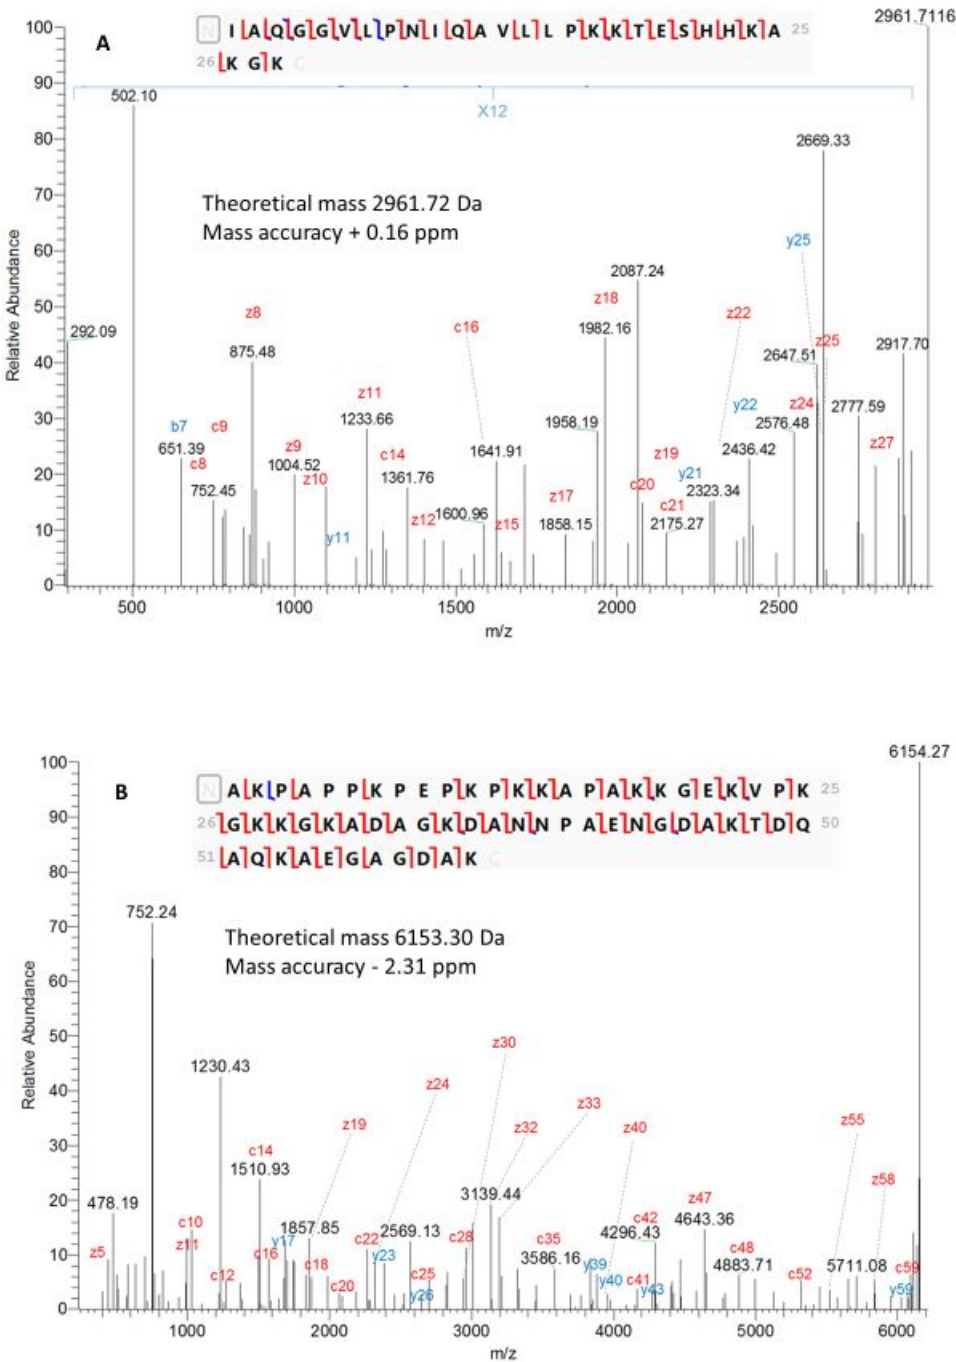 A
N I A Q G G V L P N I Q A V L L P K K T E S H H K A 25
26 K G K C
2961.7116
100
90
80
70
60
50
40
30
20
10
0
Relative Abundance
X12
502.10
2669.33
Theoretical mass 2961.72 Da
Mass accuracy + 0.16 ppm
y25
2087.24
z18
z8
c16
z22
292.09
1982.16
z25
2647.51
2917.70
875.48
z11
y22
z24
b7
c9
1233.66
1958.19
2576.48
2777.59
651.39
z9
c14
1641.91
z19
2436.42
z27
c8
1004.52
z10
1361.76
c20
y21
752.45
1600.96
z17
c21
2323.34
z12
z15
1858.15
2175.27
y11
500
1000
1500
2000
2500
m/z
B
N A K P A P P K P E P K P K K A P A K K G E K V P K 25
26 G K K G K A D A G K D A N N P A E N G D A K T D Q 50
51 A Q K A E G A G D A K C
6154.27
100
90
80
70
60
50
40
30
20
10
0
Relative Abundance
752.24
Theoretical mass 6153.30 Da
Mass accuracy - 2.31 ppm
z30
1230.43
z24
z33
z19
z32
z40
z55
c14
1510.93
z58
478.19
3139.44
z47
c10
1857.85
c42
4643.36
z5
z11
y17
c22
2569.13
c28
c35
4296.43
c16
c18
y23
3586.16
y39
c48
5711.08
c12
c20
c25
y40
c41
4883.71
c52
c59
y26
y43
y59
1000
2000
3000
4000
5000
6000
m/z